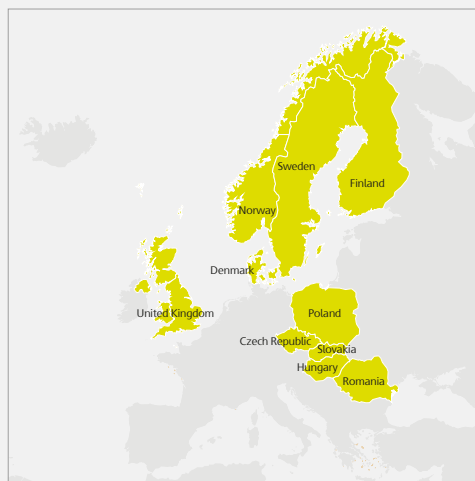 Sweden
Finland
Norway
Denmark
United Kingdom
Poland
Czech Republic
Slovakia
Hungary
Romania